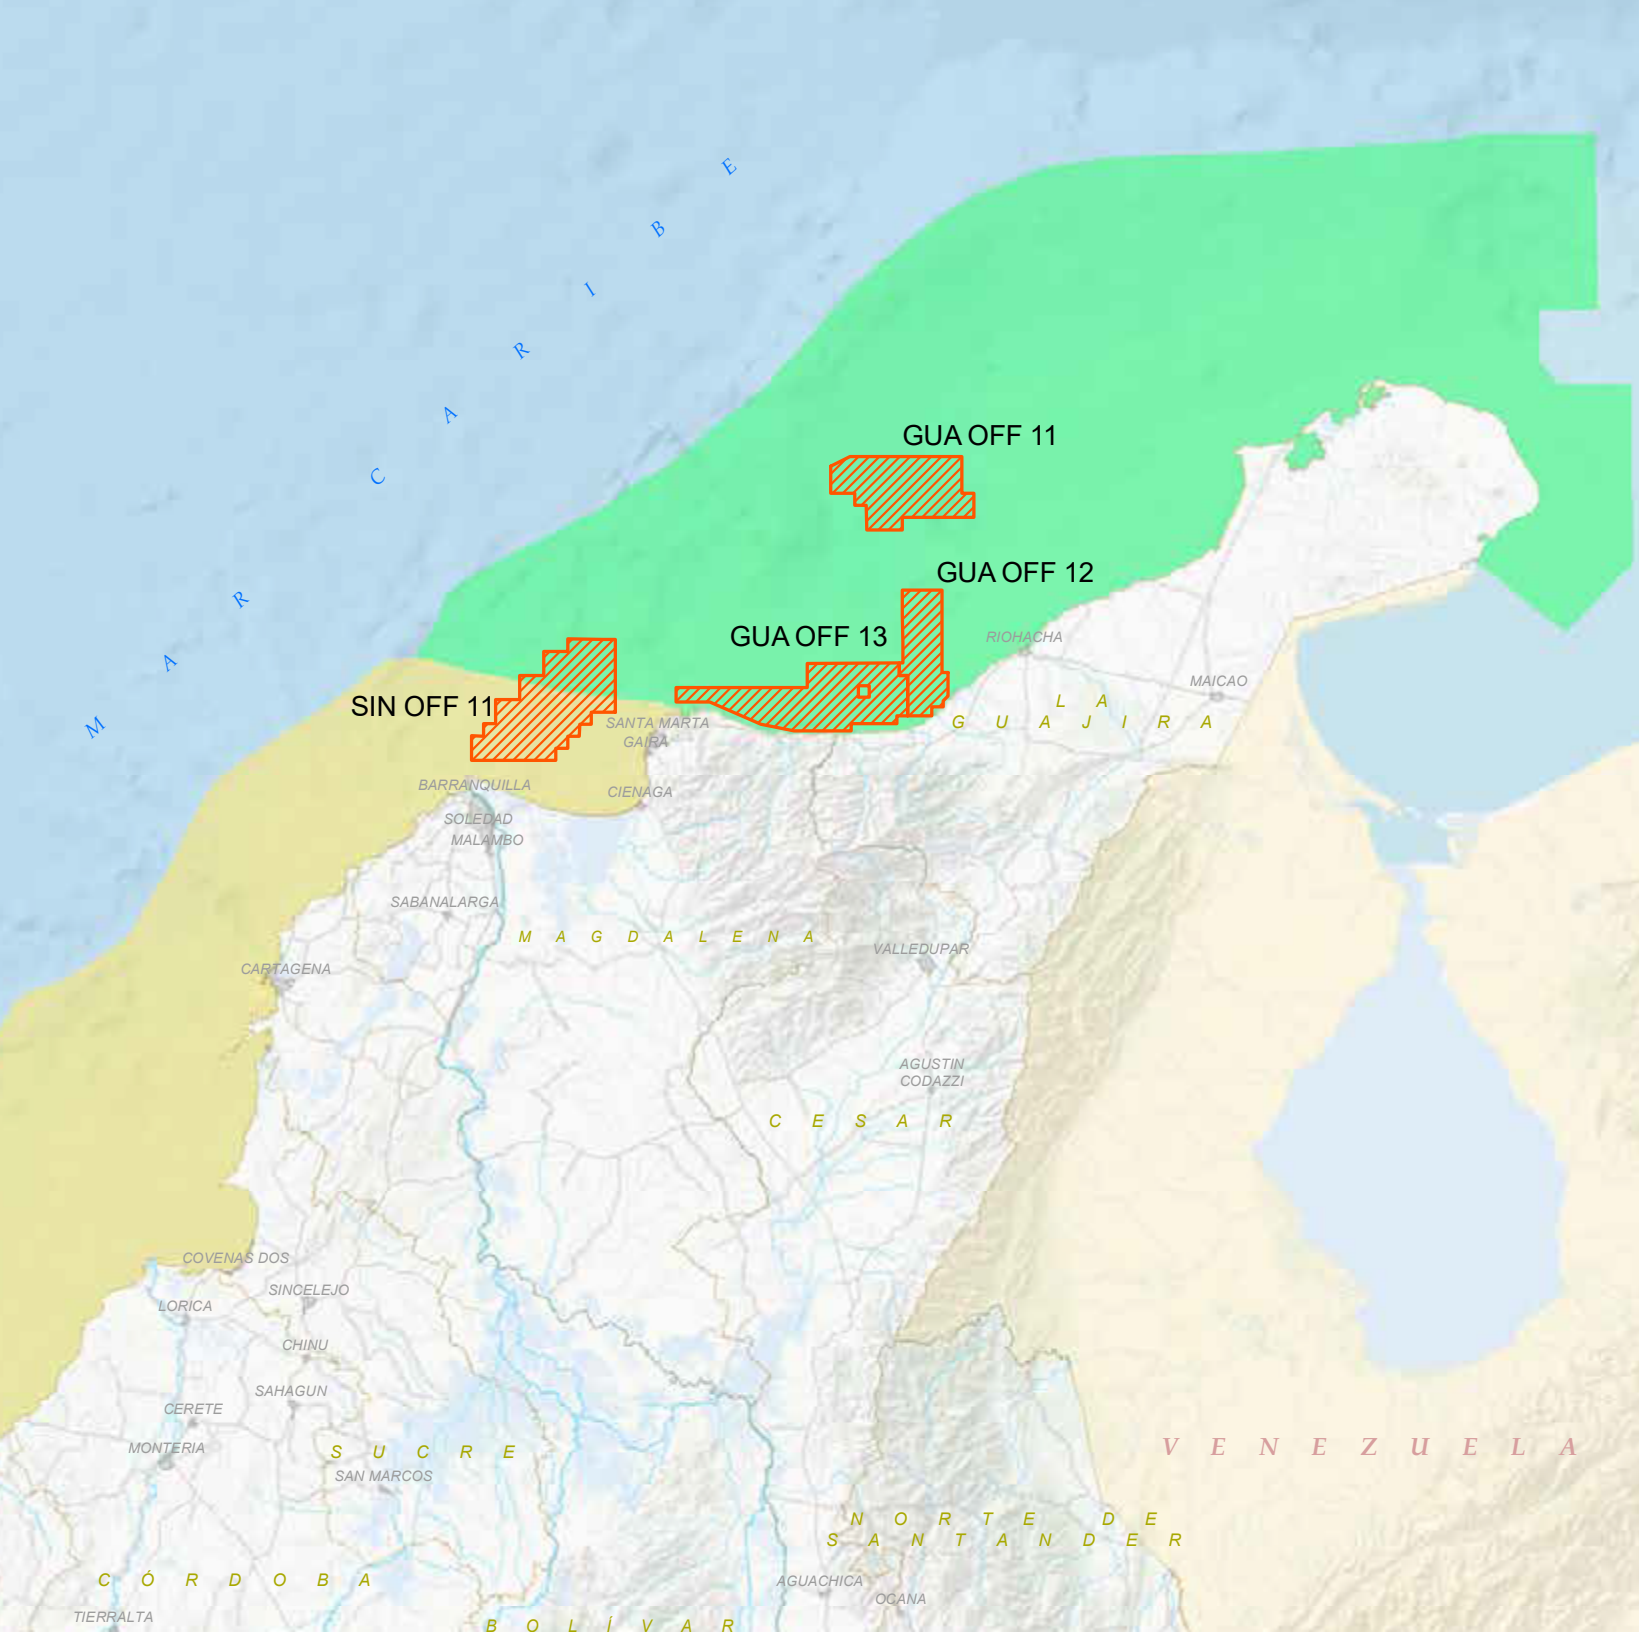 MAR CARIBE
GUA OFF 11
GUA OFF 12
GUA OFF 13
RIOHACHA
MAICAO
LA
GUAJIRA
SIN OFF 11
SANTA MARTA
GAIRA
BARRANQUILLA
CIENAGA
SOLEDAD
MALAMBO
SABANALARGA
MAGDALENA
VALLEDUPAR
CARTAGENA
AGUSTIN
CODAZZI
CESAR
COVENAS DOS
SINCELEJO
LORICA
CHINU
SAHAGUN
CERETE
MONTERIA
SUCRE
SAN MARCOS
VENEZUELA
NORTE DE
SANTANDER
CÓRDOBA
AGUACHICA
OCANA
TIERRALTA
BOLÍVAR